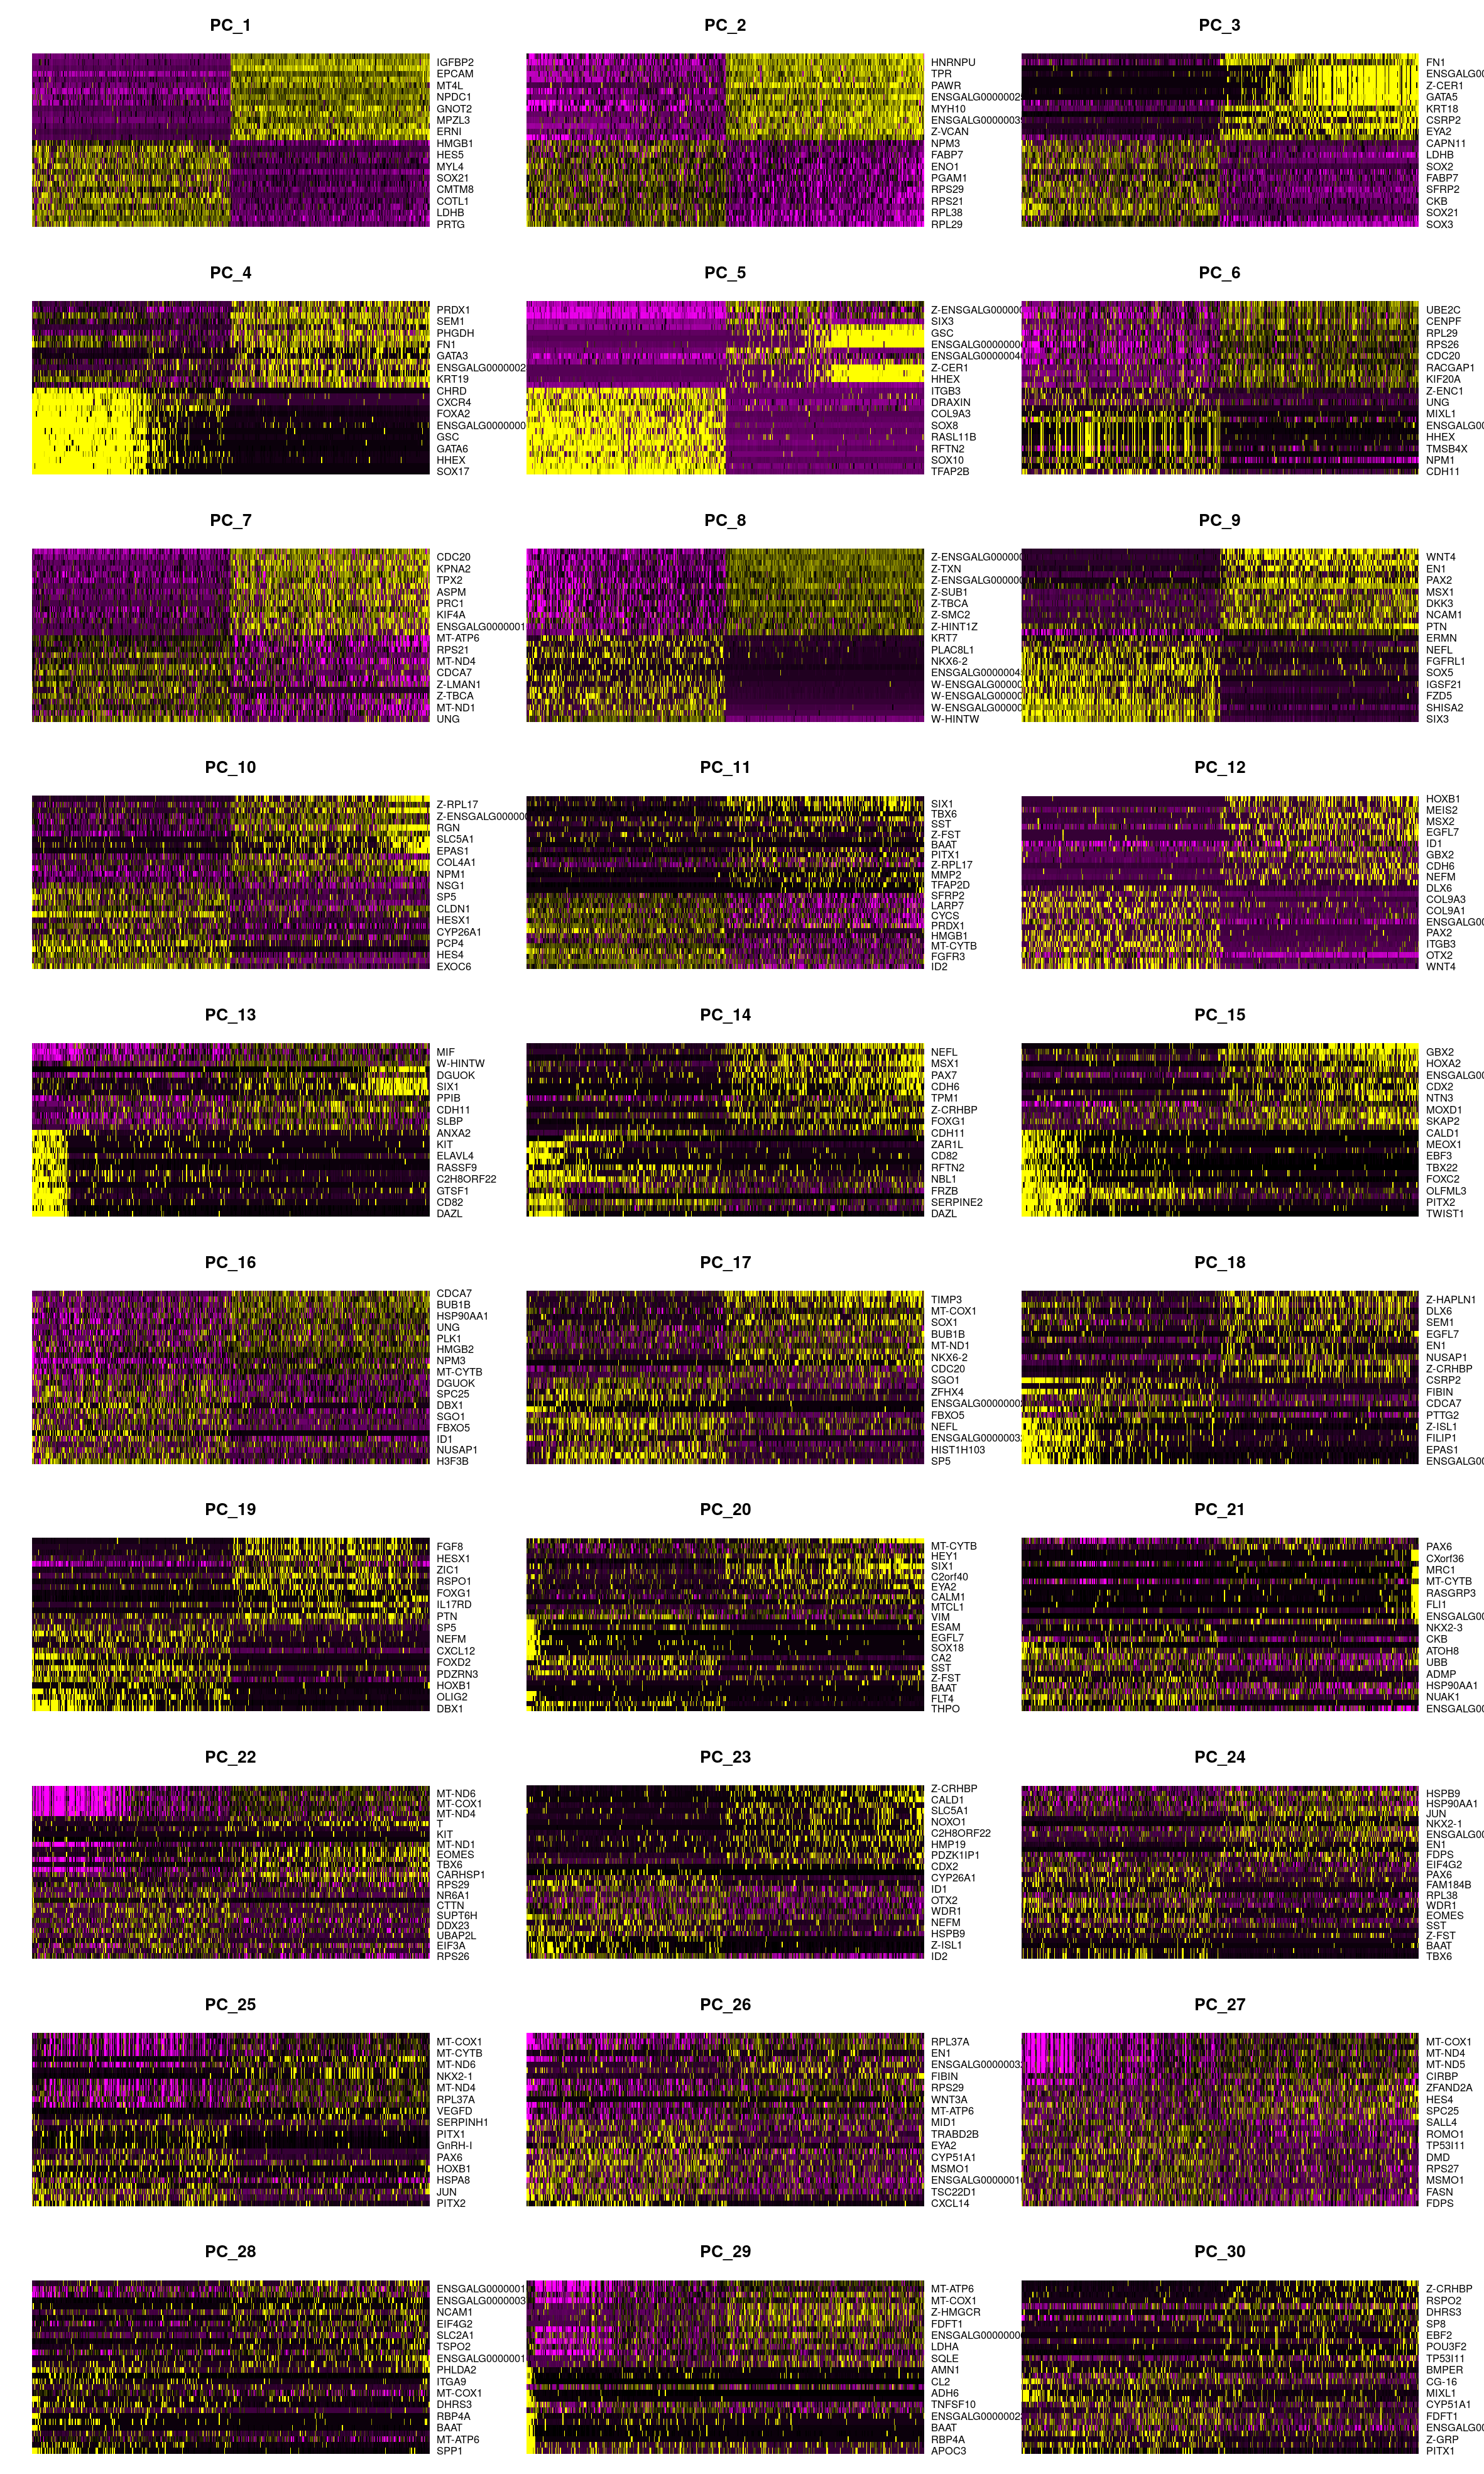 PC_1
IGFBP2
EPCAM
MT4L
NPDC1
GNOT2
MPZL3
ERNI
HMGB1
HES5
MYL4
SOX21
CMTM8
COTL1
LDHB
PRTG
PC_2
HNRNPU
TPR
PAWR
ENSGALG0000002
MYH10
ENSGALG0000003
Z-VCAN
NPM3
FABP7
ENO1
PGAM1
RPS29
RPS21
RPL38
RPL29
PC_3
FN1
ENSGALG00
Z-CER1
GATA5
KRT18
CSRP2
EYA2
CAPN11
LDHB
SOX2
FABP7
SFRP2
CKB
SOX21
SOX3
PC_4
PRDX1
SEM1
PHGDH
FN1
GATA3
ENSGALG0000002
KRT19
CHRD
CXCR4
FOXA2
ENSGALG0000000
GSC
GATA6
HHEX
SOX17
PC_5
Z-ENSGALG00000
SIX3
GSC
ENSGALG0000000
ENSGALG0000004
Z-CER1
HHEX
ITGB3
DRAXIN
COL9A3
SOX8
RASL11B
RFTN2
SOX10
TFAP2B
PC_6
UBE2C
CENPF
RPL29
RPS26
CDC20
RACGAP1
KIF20A
Z-ENC1
UNG
MIXL1
ENSGALG00
HHEX
TMSB4X
NPM1
CDH11
PC_7
CDC20
KPNA2
TPX2
ASPM
PRC1
KIF4A
ENSGALG0000001
MT-ATP6
RPS21
MT-ND4
CDCA7
Z-LMAN1
Z-TBCA
MT-ND1
UNG
PC_8
Z-ENSGALG00000
Z-TXN
Z-ENSGALG00000
Z-SUB1
Z-TBCA
Z-SMC2
Z-HINT1Z
KRT7
PLAC8L1
NKX6-2
ENSGALG0000004
W-ENSGALG00000
W-ENSGALG00000
W-ENSGALG00000
W-HINTW
PC_9
WNT4
EN1
PAX2
MSX1
DKK3
NCAM1
PTN
ERMN
NEFL
FGFRL1
SOX5
IGSF21
FZD5
SHISA2
SIX3
PC_10
Z-RPL17
Z-ENSGALG00000
RGN
SLC5A1
EPAS1
COL4A1
NPM1
NSG1
SP5
CLDN1
HESX1
CYP26A1
PCP4
HES4
EXOC6
PC_11
SIX1
TBX6
SST
Z-FST
BAAT
PITX1
Z-RPL17
MMP2
TFAP2D
SFRP2
LARP7
CYCS
PRDX1
HMGB1
MT-CYTB
FGFR3
ID2
PC_12
HOXB1
MEIS2
MSX2
EGFL7
ID1
GBX2
CDH6
NEFM
DLX6
COL9A3
COL9A1
ENSGALG00
PAX2
ITGB3
OTX2
WNT4
PC_13
MIF
W-HINTW
DGUOK
SIX1
PPIB
CDH11
SLBP
ANXA2
KIT
ELAVL4
RASSF9
C2H8ORF22
GTSF1
CD82
DAZL
PC_14
NEFL
MSX1
PAX7
CDH6
TPM1
Z-CRHBP
FOXG1
CDH11
ZAR1L
CD82
RFTN2
NBL1
FRZB
SERPINE2
DAZL
PC_15
GBX2
HOXA2
ENSGALG00
CDX2
NTN3
MOXD1
SKAP2
CALD1
MEOX1
EBF3
TBX22
FOXC2
OLFML3
PITX2
TWIST1
PC_16
CDCA7
BUB1B
HSP90AA1
UNG
PLK1
HMGB2
NPM3
MT-CYTB
DGUOK
SPC25
DBX1
SGO1
FBXO5
ID1
NUSAP1
H3F3B
PC_17
TIMP3
MT-COX1
SOX1
BUB1B
MT-ND1
NKX6-2
CDC20
SGO1
ZFHX4
ENSGALG0000000
FBXO5
NEFL
ENSGALG0000003
HIST1H103
SP5
PC_18
Z-HAPLN1
DLX6
SEM1
EGFL7
EN1
NUSAP1
Z-CRHBP
CSRP2
FIBIN
CDCA7
PTTG2
Z-ISL1
FILIP1
EPAS1
ENSGALG00
PC_19
FGF8
HESX1
ZIC1
RSPO1
FOXG1
IL17RD
PTN
SP5
NEFM
CXCL12
FOXD2
PDZRN3
HOXB1
OLIG2
DBX1
PC_20
MT-CYTB
HEY1
SIX1
C2orf40
EYA2
CALM1
MTCL1
VIM
ESAM
EGFL7
SOX18
CA2
SST
Z-FST
BAAT
FLT4
THPO
PC_21
PAX6
CXorf36
MRC1
MT-CYTB
RASGRP3
FLI1
ENSGALG00
NKX2-3
CKB
ATOH8
UBB
ADMP
HSP90AA1
NUAK1
ENSGALG00
PC_22
MT-ND6
MT-COX1
MT-ND4
T
KIT
MT-ND1
EOMES
TBX6
CARHSP1
RPS29
NR6A1
CTTN
SUPT6H
DDX23
UBAP2L
EIF3A
RPS26
PC_23
Z-CRHBP
CALD1
SLC5A1
NOXO1
C2H8ORF22
HMP19
PDZK1IP1
CDX2
CYP26A1
ID1
OTX2
WDR1
NEFM
HSPB9
Z-ISL1
ID2
PC_24
HSPB9
HSP90AA1
JUN
NKX2-1
ENSGALG00
EN1
FDPS
EIF4G2
PAX6
FAM184B
RPL38
WDR1
EOMES
SST
Z-FST
BAAT
TBX6
PC_25
MT-COX1
MT-CYTB
MT-ND6
NKX2-1
MT-ND4
RPL37A
VEGFD
SERPINH1
PITX1
GnRH-I
PAX6
HOXB1
HSPA8
JUN
PITX2
PC_26
RPL37A
EN1
ENSGALG0000003
FIBIN
RPS29
WNT3A
MT-ATP6
MID1
TRABD2B
EYA2
CYP51A1
MSMO1
ENSGALG0000001
TSC22D1
CXCL14
PC_27
MT-COX1
MT-ND4
MT-ND5
CIRBP
ZFAND2A
HES4
SPC25
SALL4
ROMO1
TP53I11
DMD
RPS27
MSMO1
FASN
FDPS
PC_28
ENSGALG0000001
ENSGALG0000003
NCAM1
EIF4G2
SLC2A1
TSPO2
ENSGALG0000001
PHLDA2
ITGA9
MT-COX1
DHRS3
RBP4A
BAAT
MT-ATP6
SPP1
PC_29
MT-ATP6
MT-COX1
Z-HMGCR
FDFT1
ENSGALG0000000
LDHA
SQLE
AMN1
CL2
ADH6
TNFSF10
ENSGALG0000002
BAAT
RBP4A
APOC3
PC_30
Z-CRHBP
RSPO2
DHRS3
SP8
EBF2
POU3F2
TP53I11
BMPER
CG-16
MIXL1
CYP51A1
FDFT1
ENSGALG00
Z-GRP
PITX1